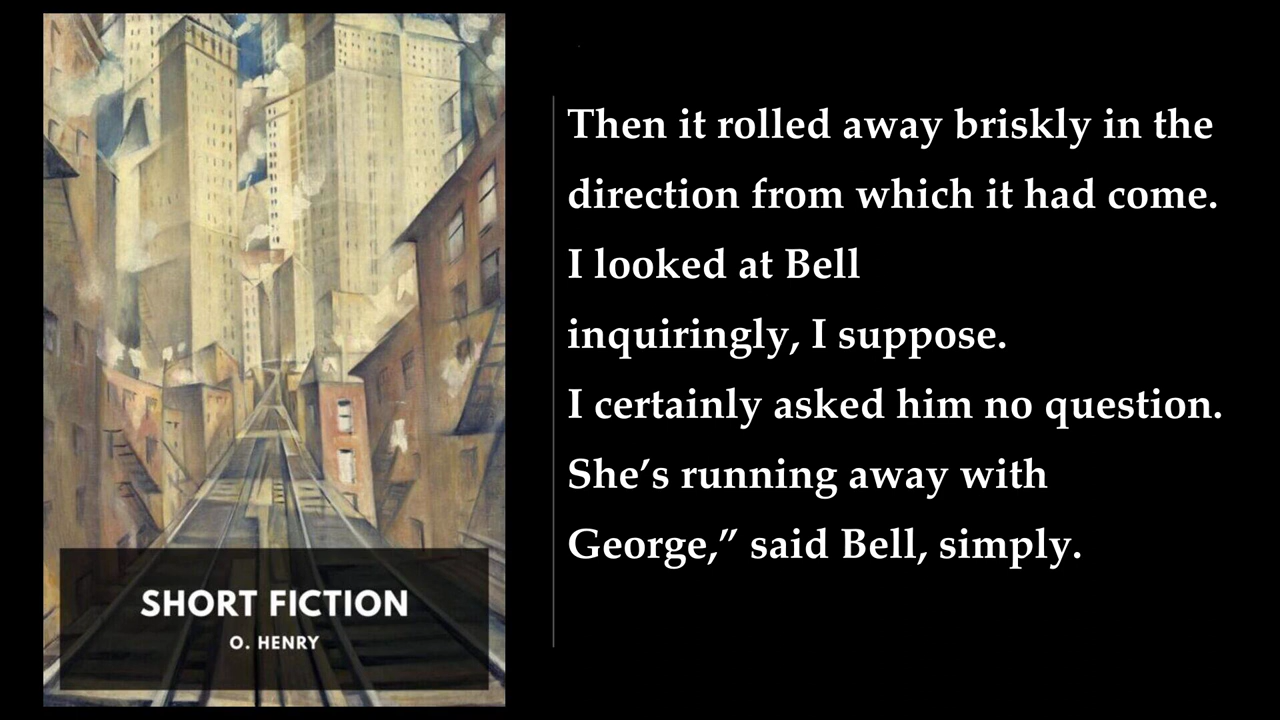 SHORT FICTION
O. HENRY
Then it rolled away briskly in the
direction from which it had come.
I looked at Bell
inquiringly, I suppose.
I certainly asked him no question.
She’s running away with
George,” said Bell, simply.